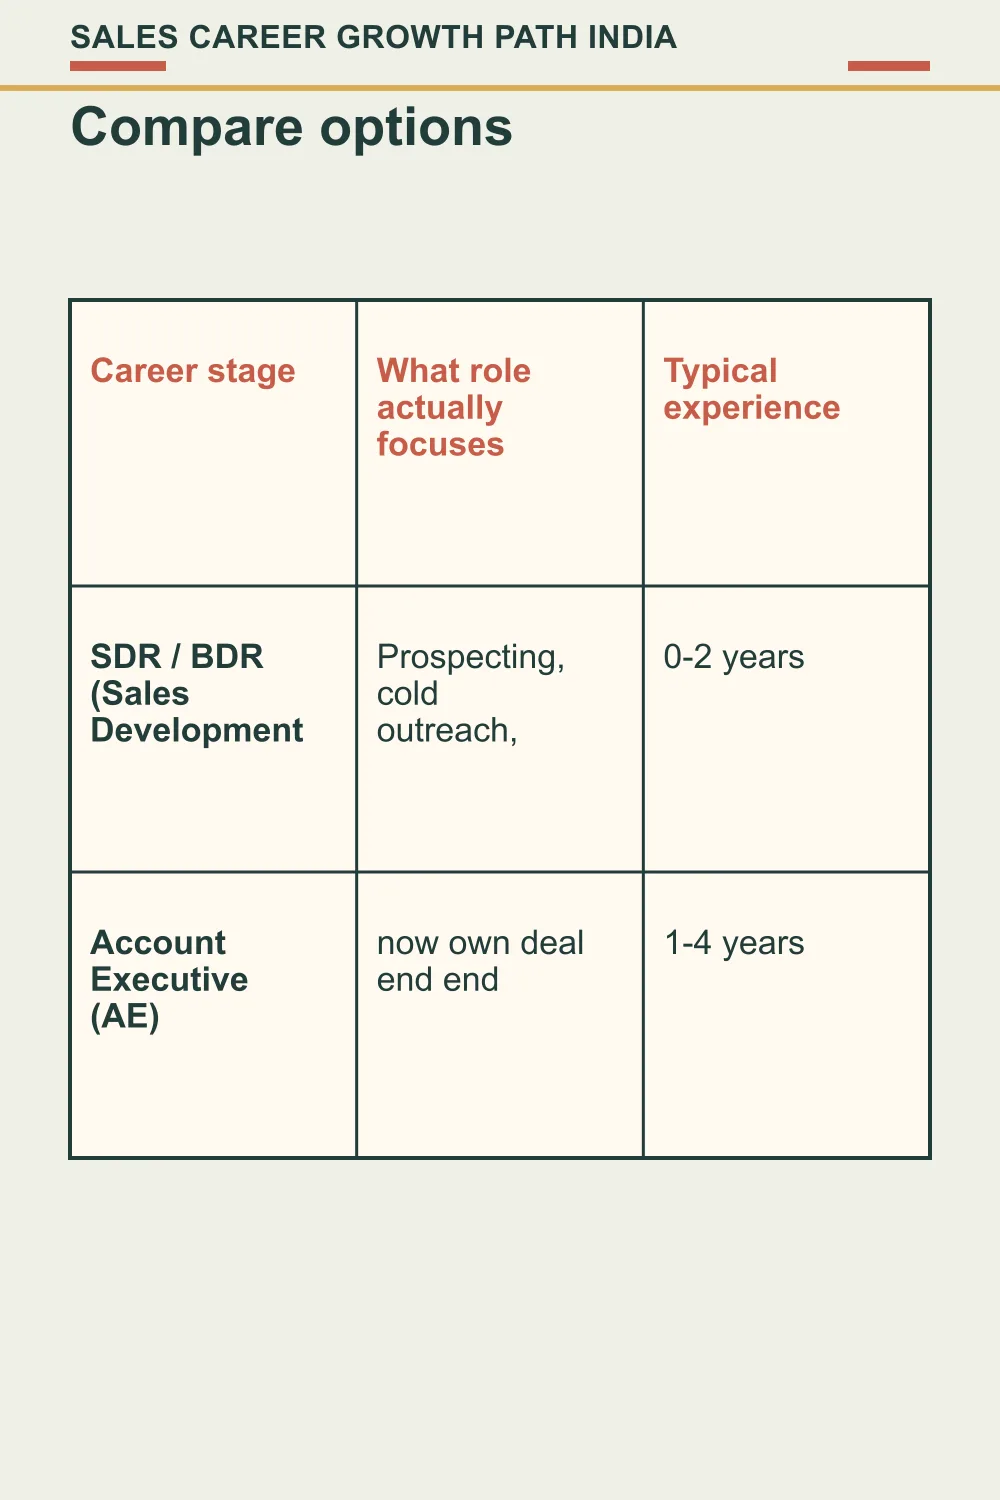 SALES CAREER GROWTH PATH INDIA
Compare options
Career stage
What role
actually
focuses
Typical
experience
SDR / BDR
(Sales
Development
Prospecting,
cold
outreach,
0-2 years
Account
Executive
(AE)
now own deal
end end
1-4 years